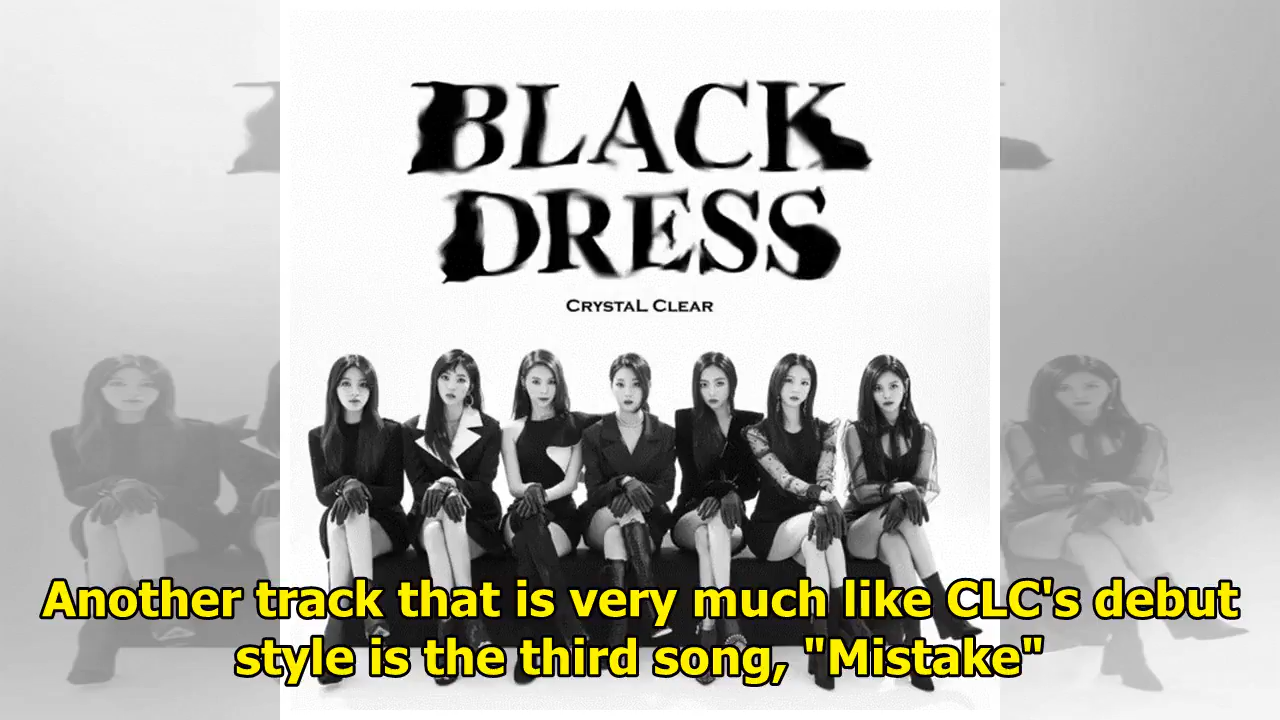 BLACK
DRESS
CRYSTAL CLEAR
Another track that is very much like CLC's debut
style is the third song, "Mistake"